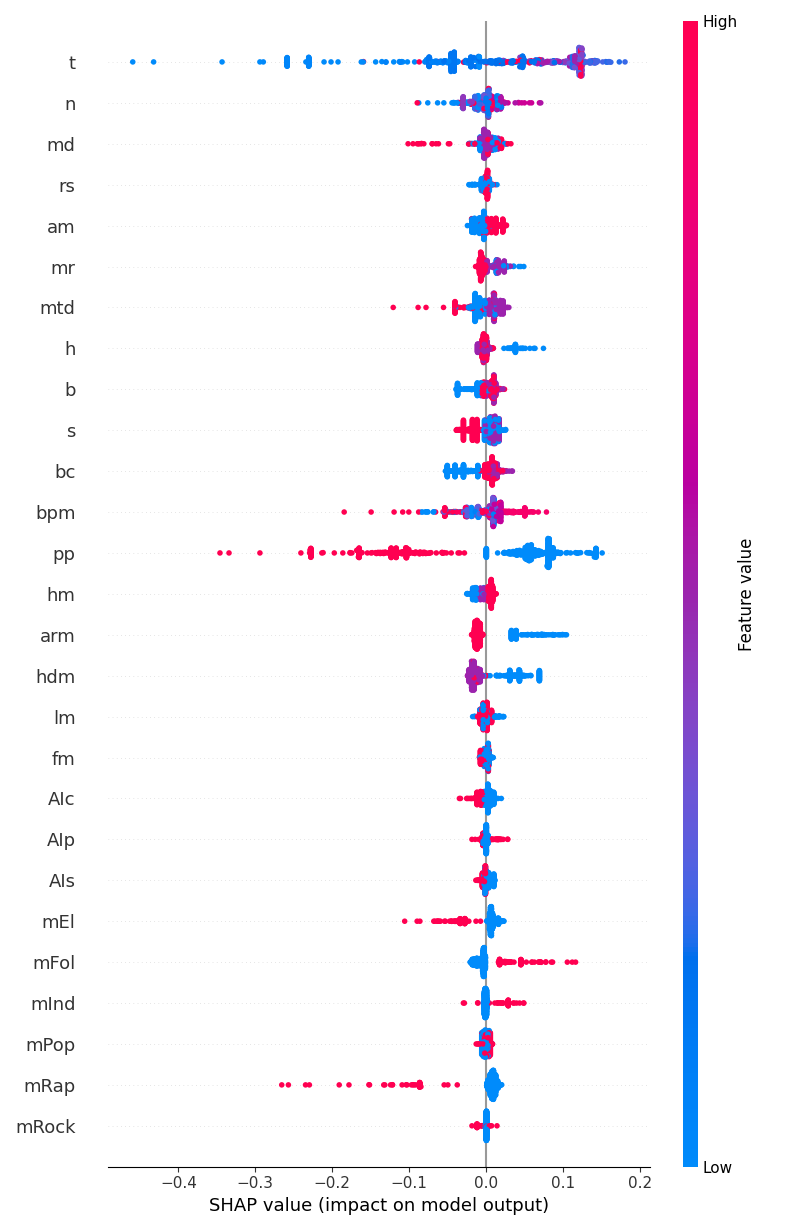 High
t
n
md
rs
am
mr
mtd
h
b
s
bc
bpm
pp
hm
arm
hdm
lm
fm
AIc
AIp
AIs
mEl
mFol
mInd
mPop
mRap
mRock
Feature value
Low
−0.4 −0.3 −0.2 −0.1 0.0 0.1 0.2
SHAP value (impact on model output)